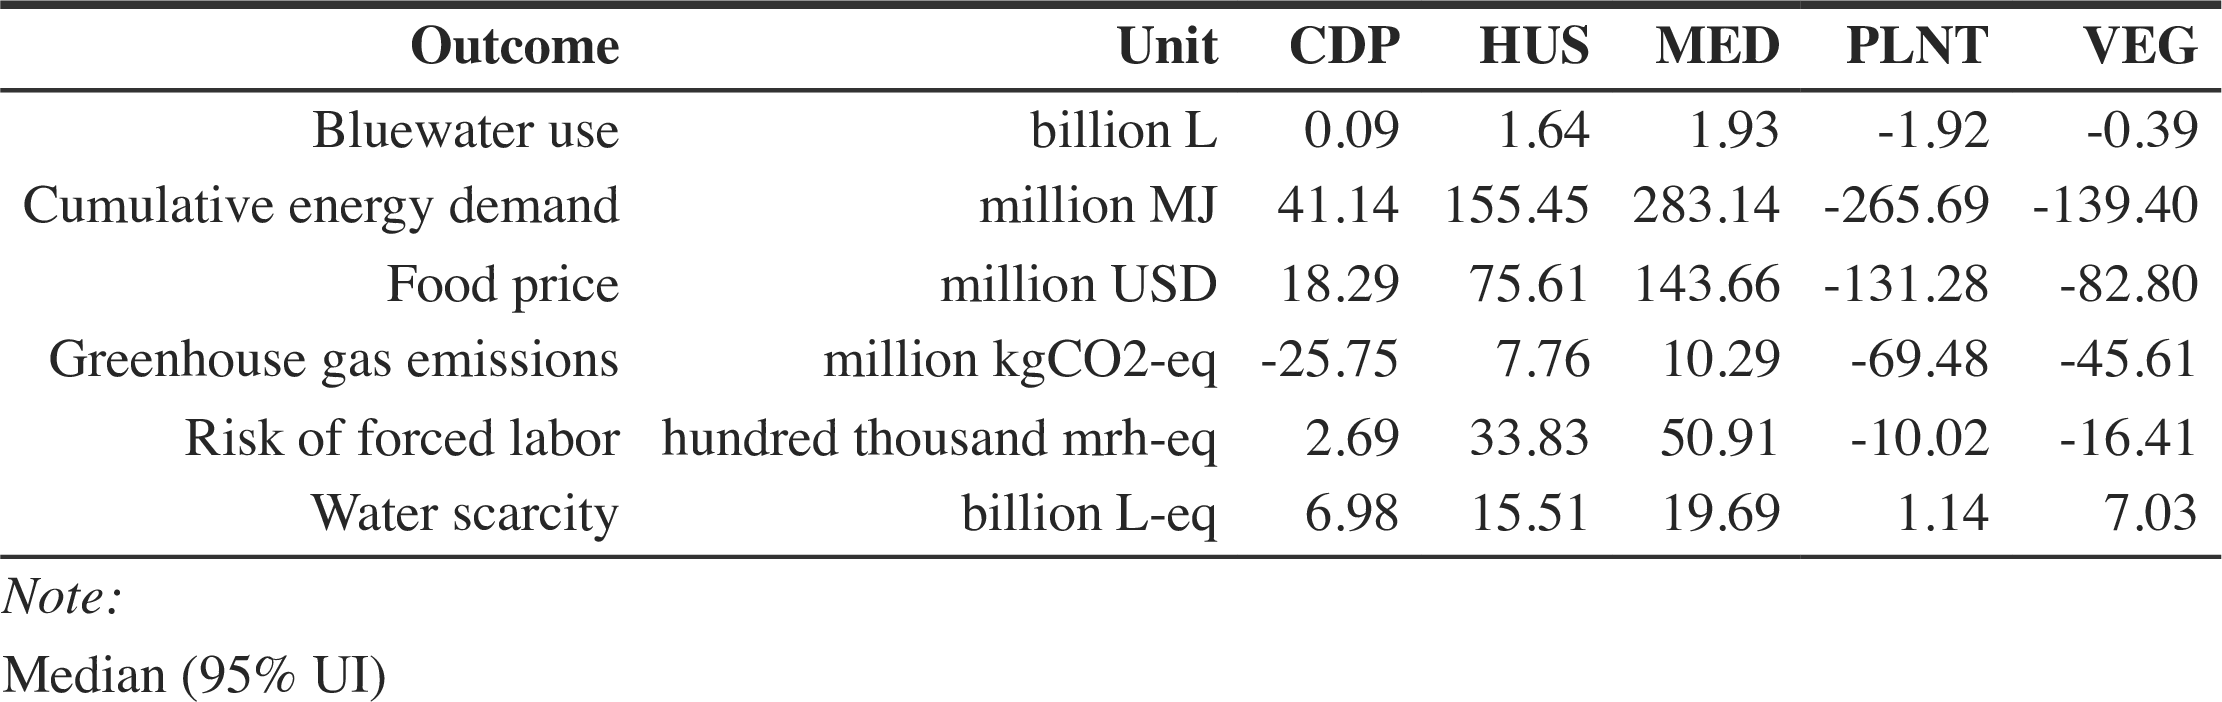 Outcome Unit CDP HUS MED PLNT VEG
Bluewater use billion L 0.09 1.64 1.93 -1.92 -0.39
Cumulative energy demand million MJ 41.14 155.45 283.14 -265.69 -139.40
Food price million USD 18.29 75.61 143.66 -131.28 -82.80
Greenhouse gas emissions million kgCO2-eq -25.75 7.76 10.29 -69.48 -45.61
Risk of forced labor hundred thousand mrh-eq 2.69 33.83 50.91 -10.02 -16.41
Water scarcity billion L-eq 6.98 15.51 19.69 1.14 7.03
Note:
Median (95% UI)